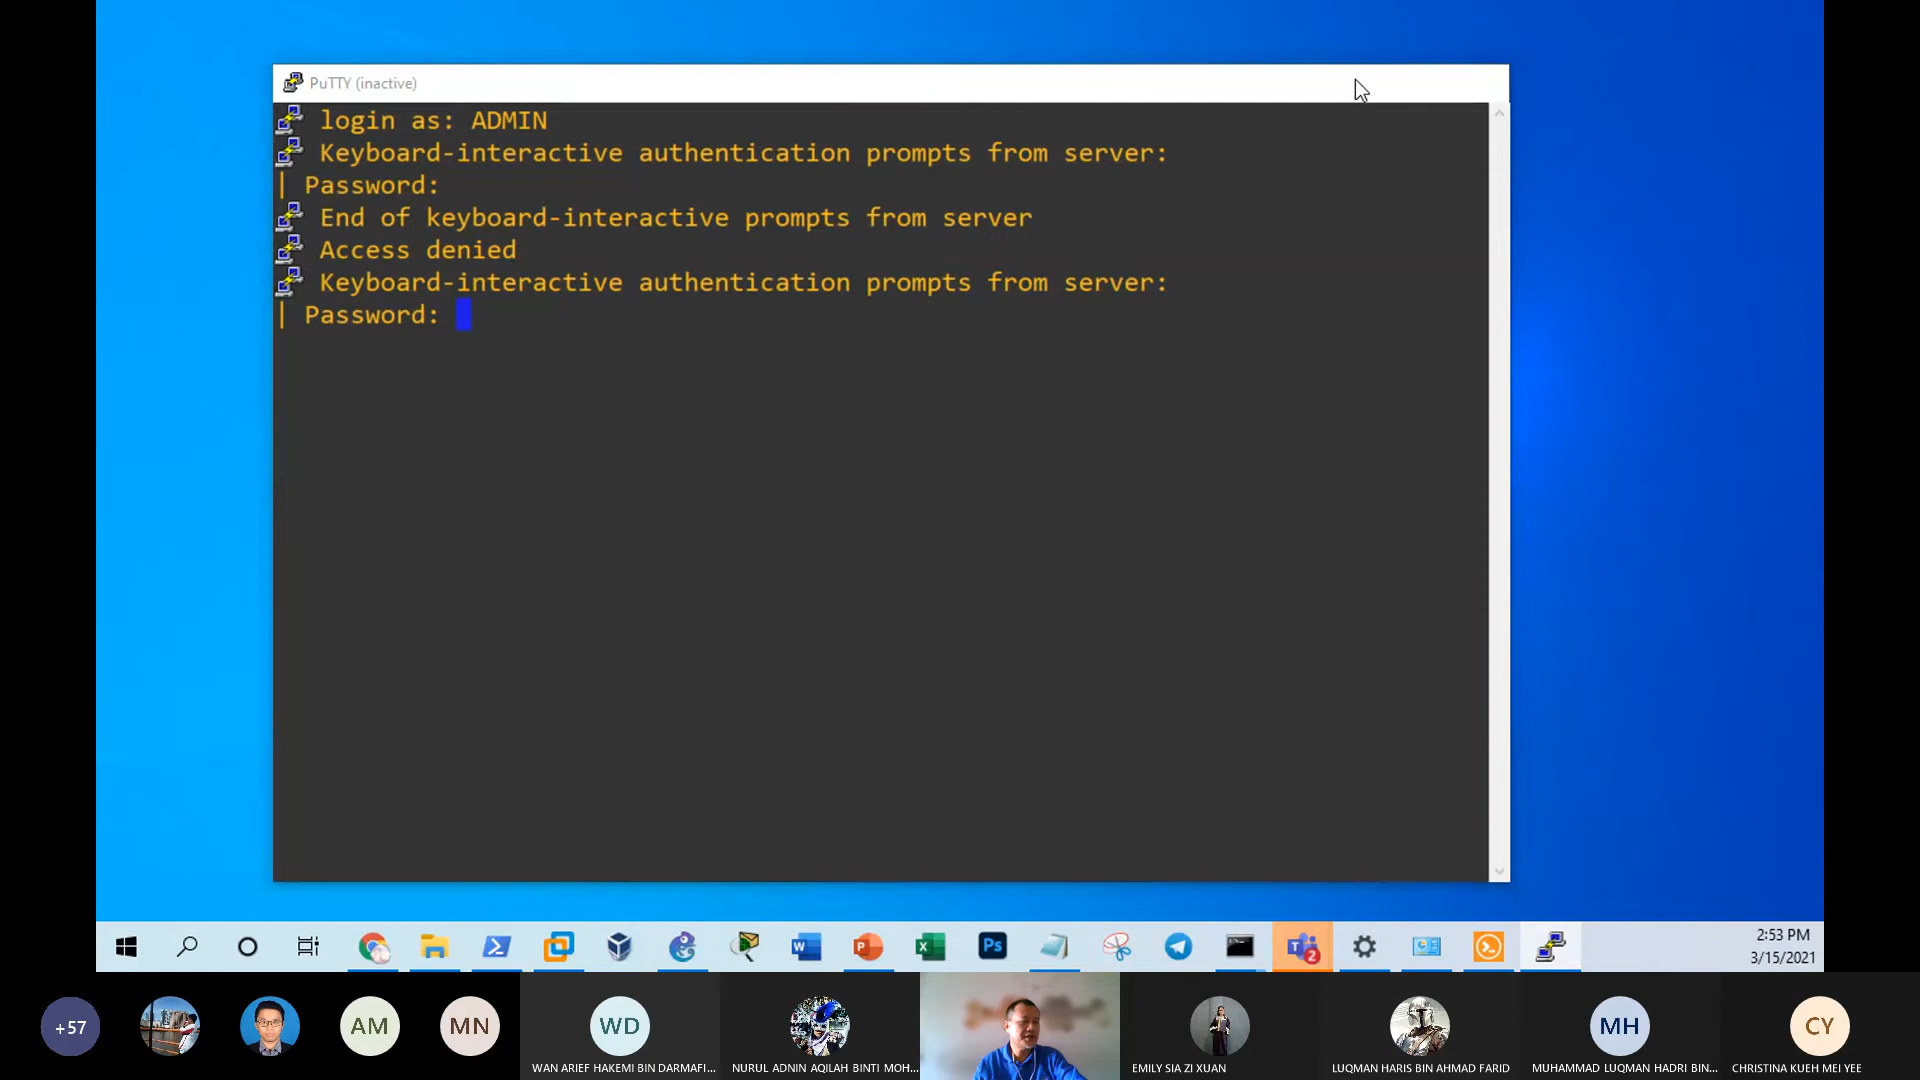 PuTTY (inactive)
login as: ADMIN
Keyboard-interactive authentication prompts from server:
| Password:
End of keyboard-interactive prompts from server
Access denied
Keyboard-interactive authentication prompts from server:
| Password:
2:53 PM
3/15/2021
2
+57
AM
MN
WD
MH
CY
WAN ARIEF HAKEMI BIN DARMAFI...
NURUL ADNIN AQILAH BINTI MOH...
EMILY SIA ZI XUAN
LUQMAN HARIS BIN AHMAD FARID
MUHAMMAD LUQMAN HADRI BIN...
CHRISTINA KUEH MEI YEE